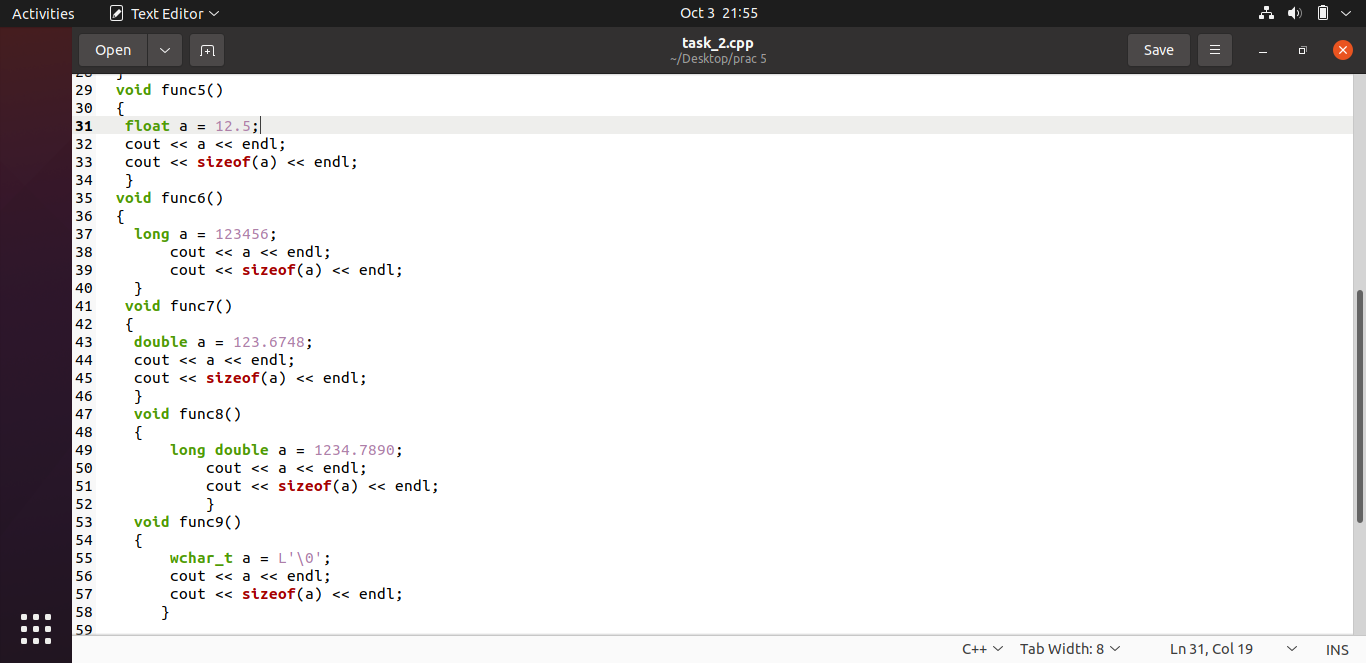 Activities Text Editor Oct 3 21:55
Open task_2.cpp Save
~/Desktop/prac 5
29 void func5()
30 {
31 float a = 12.5;
32 cout << a << endl;
33 cout << sizeof(a) << endl;
34 }
35 void func6()
36 {
37 long a = 123456;
38 cout << a << endl;
39 cout << sizeof(a) << endl;
40 }
41 void func7()
42 {
43 double a = 123.6748;
44 cout << a << endl;
45 cout << sizeof(a) << endl;
46 }
47 void func8()
48 {
49 long double a = 1234.7890;
50 cout << a << endl;
51 cout << sizeof(a) << endl;
52 }
53 void func9()
54 {
55 wchar_t a = L'\0';
56 cout << a << endl;
57 cout << sizeof(a) << endl;
58 }
59
C++ Tab Width: 8 Ln 31, Col 19 INS